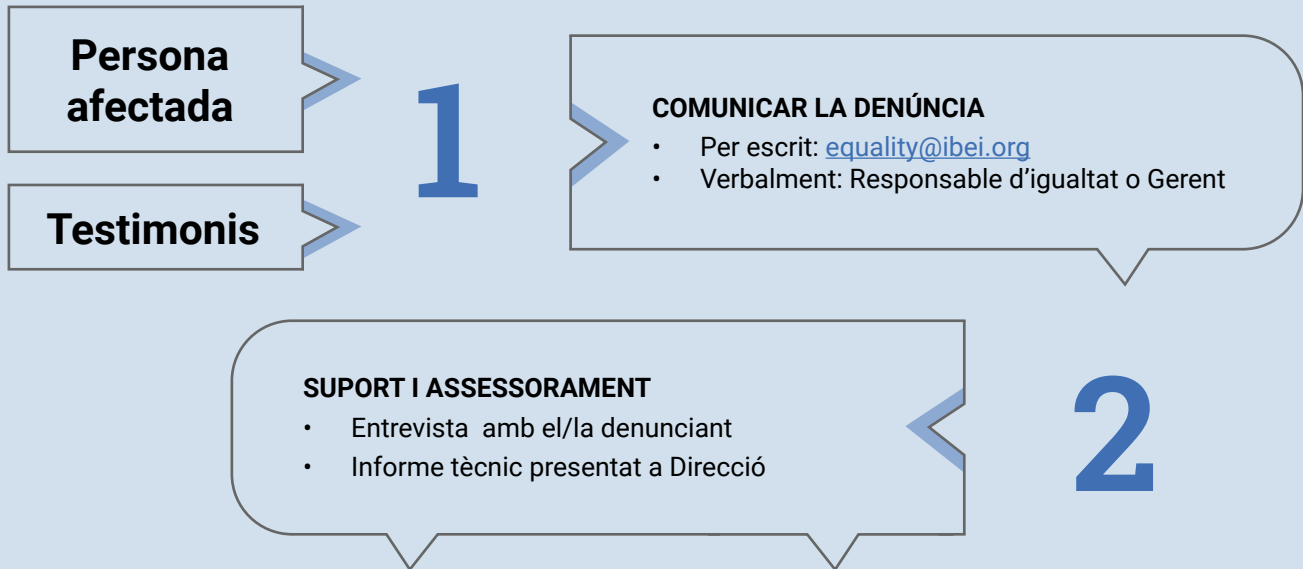 Persona
afectada
Testimonis
1
COMUNICAR LA DENÚNCIA
• Per escrit: equality@ibei.org
• Verbalment: Responsable d’igualtat o Gerent
SUPORT I ASSESSORAMENT
• Entrevista amb el/la denunciant
• Informe tècnic presentat a Direcció
2